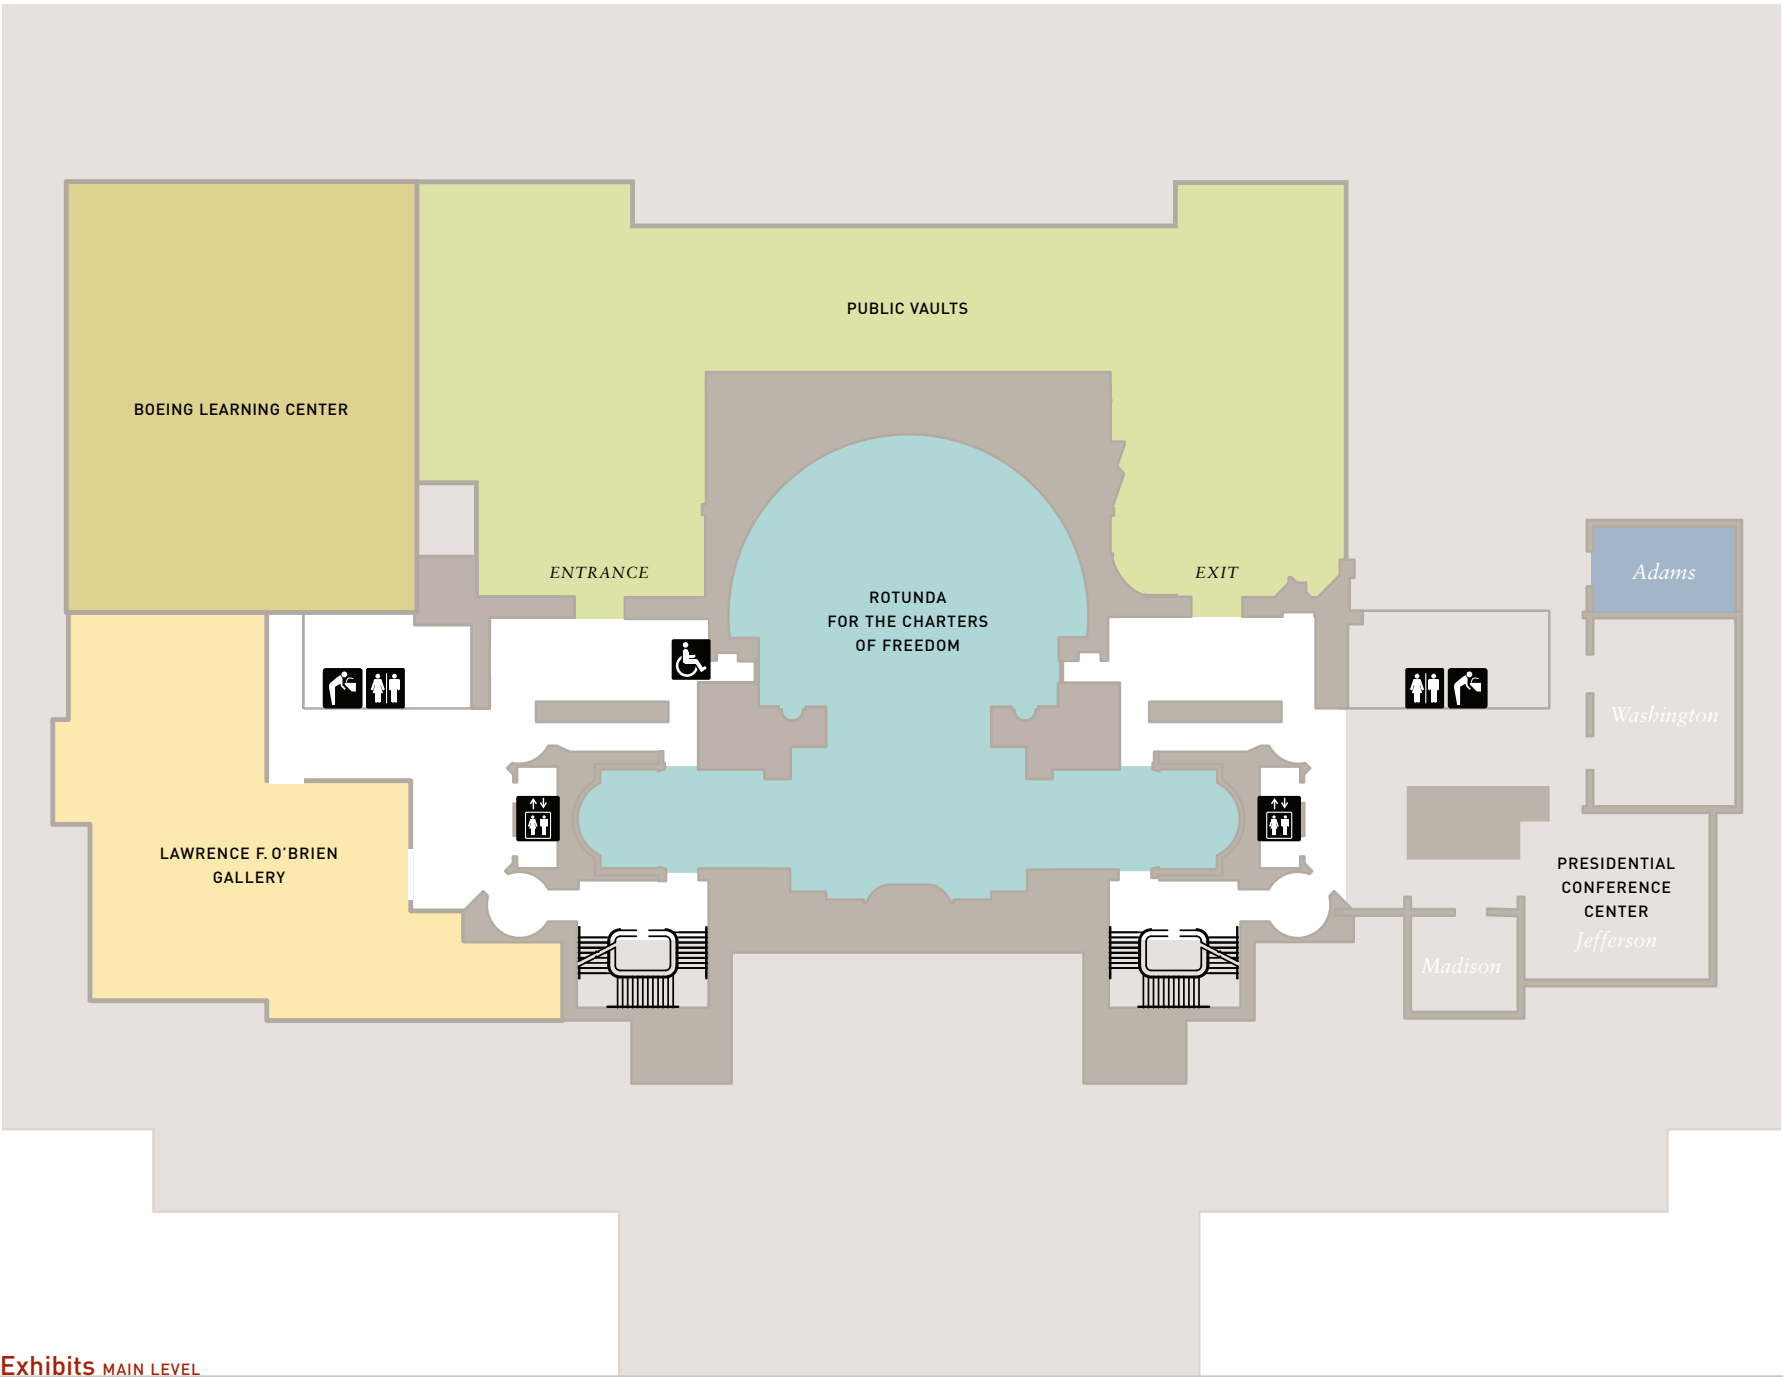 PUBLIC VAULTS
BOEING LEARNING CENTER
ENTRANCE
EXIT
ROTUNDA
FOR THE CHARTERS
OF FREEDOM
Adams
Washington
LAWRENCE F. O'BRIEN
GALLERY
PRESIDENTIAL
CONFERENCE
CENTER
Jefferson
Madison
Exhibits MAIN LEVEL